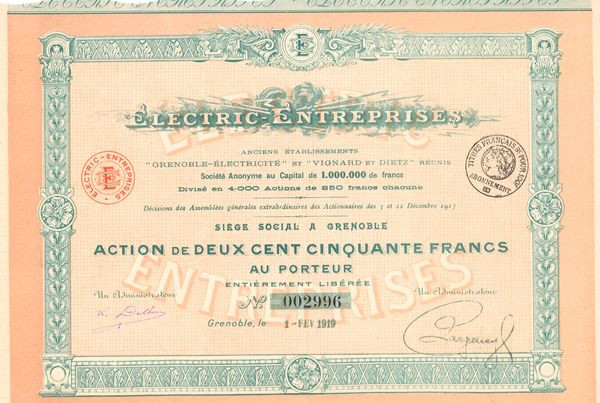 ELECTRIC-ENTREPRISES
ANCIENS ÉTABLISSEMENTS
"GRENOBLE-ÉLECTRICITÉ" ET "VIGNARD ET DIETZ" RÉUNIS
Société Anonyme au Capital de 1.000.000 de francs
Divisé en 4.000 Actions de 250 francs chacune
ELECTRIC-ENTREPRISES
EE
TITRES FRANÇAIS
ABONNEMENT
Décisions des Assemblées générales extraordinaires des Actionnaires des 3 et 22 Décembre 1917
SIÈGE SOCIAL A GRENOBLE
ACTION DE DEUX CENT CINQUANTE FRANCS
AU PORTEUR
ENTIÈREMENT LIBÉRÉE
ENTREPRISES
Un Administrateur
Nº 002996
Un Administrateur
Grenoble, le 1-FEV 1919